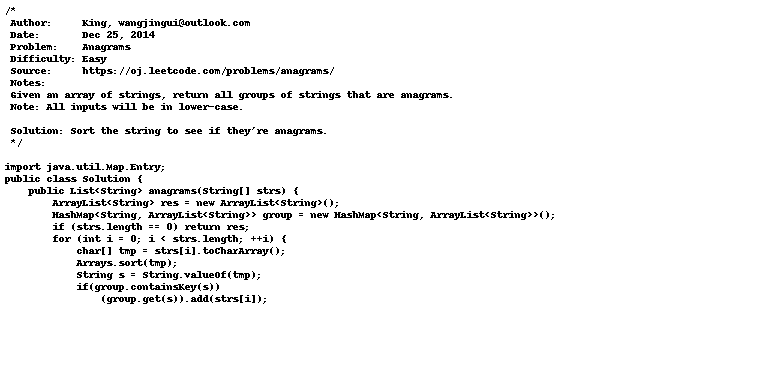 /*
 Author:     King, wangjingui@outlook.com
 Date:       Dec 25, 2014
 Problem:    Anagrams
 Difficulty: Easy
 Source:     https://oj.leetcode.com/problems/anagrams/
 Notes:
 Given an array of strings, return all groups of strings that are anagrams.
 Note: All inputs will be in lower-case.

 Solution: Sort the string to see if they're anagrams.
 */

import java.util.Map.Entry;
public class Solution {
    public List<String> anagrams(String[] strs) {
        ArrayList<String> res = new ArrayList<String>();
        HashMap<String, ArrayList<String>> group = new HashMap<String, ArrayList<String>>();
        if (strs.length == 0) return res;
        for (int i = 0; i < strs.length; ++i) {
            char[] tmp = strs[i].toCharArray();
            Arrays.sort(tmp);
            String s = String.valueOf(tmp);
            if(group.containsKey(s))
                (group.get(s)).add(strs[i]);